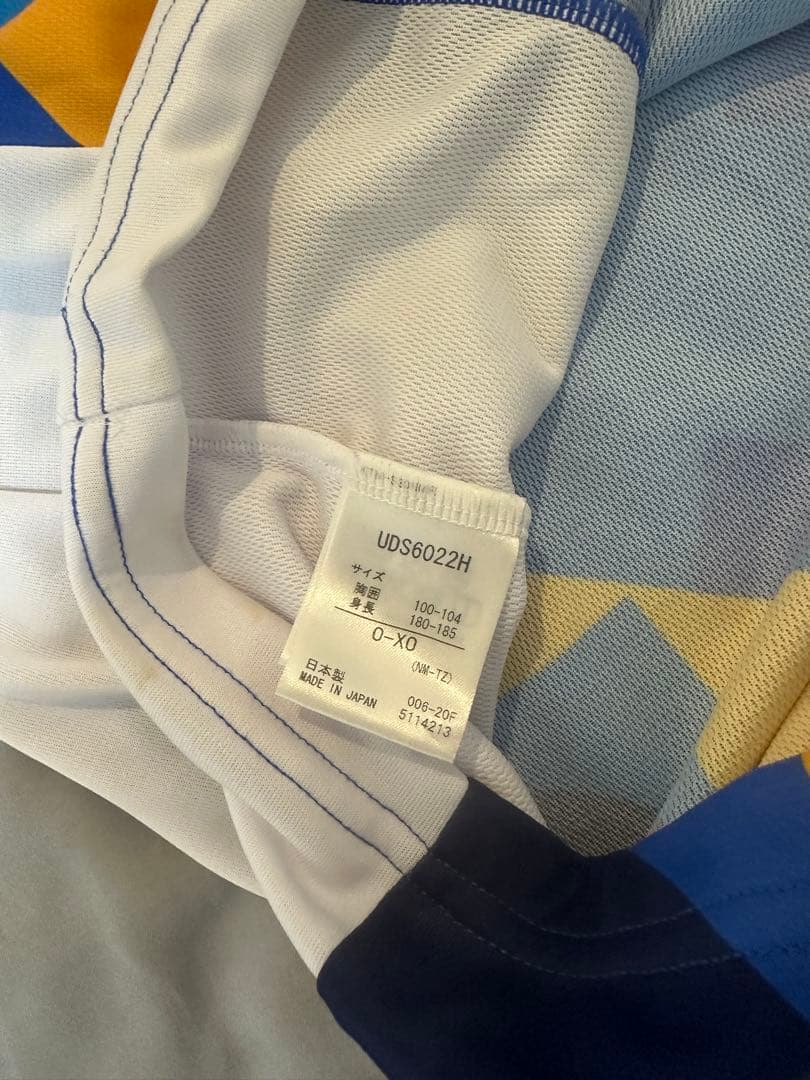 UDS6022H
サイズ
胸囲 100-104
身長 180-185
O-XO
(NM-TZ)
日本製 006-20F
MADE IN JAPAN 5114213